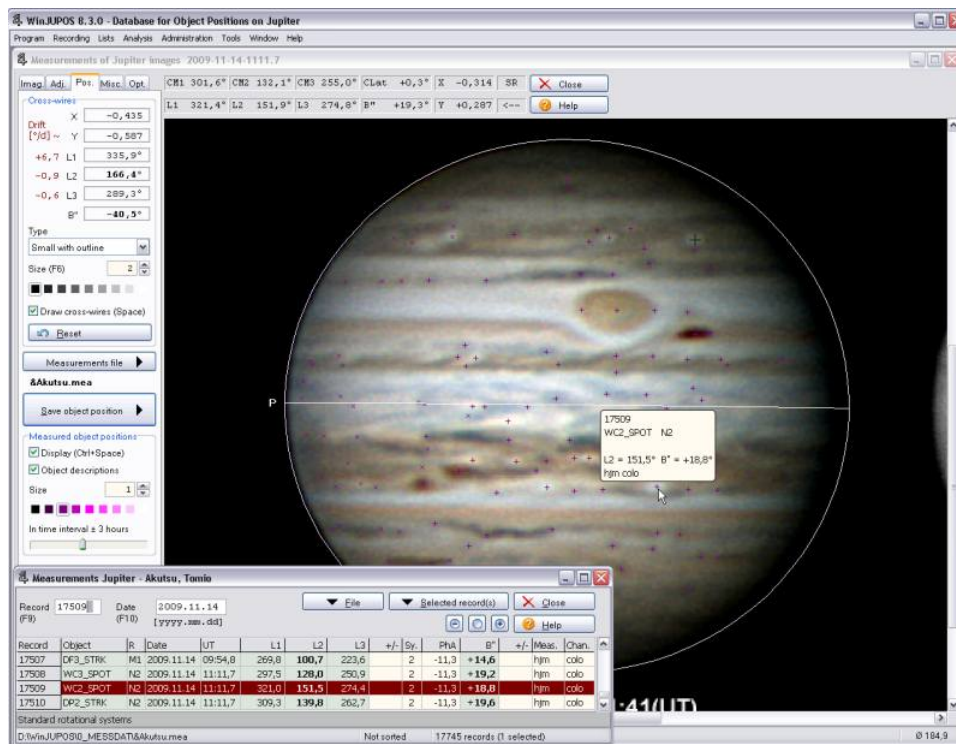 WinJUPOS 8.3.0 - Database for Object Positions on Jupiter
Program Recording Lists Analysis Administration Tools Window Help
Measurements of Jupiter images 2009-11-14-1111.7
Imag. Adj. Pos. Misc. Opt.
CM1 301,6° CM2 132,1° CM3 255,0° CLat +0,3° X -0,314 SR Close
L1 321,4° L2 151,9° L3 274,8° B" +19,3° Y +0,287 <-- Help
Cross-wires
X -0,435
Drift
[°/d] ~ Y -0,587
+6,7 L1 335,9°
-0,9 L2 166,4°
-0,6 L3 289,3°
B" -40,5°
Type
Small with outline
Size (F6) 2
Draw cross-wires (Space)
Reset
Measurements file
&Akutsu.mea
Save object position
Measured object positions
Display (Ctrl+Space)
Object descriptions
Size 1
In time interval ± 3 hours
P
17509
WC2_SPOT N2
L2 = 151,5° B" = +18,8°
hjm colo
:41(UT)
Measurements Jupiter - Akutsu, Tomio
Record (F9) 17509 Date (F10) 2009.11.14 [yyyy.mm.dd] File Selected record(s) Close
Help
Record Object R Date UT L1 L2 L3 +/- Sy. PhA B" +/- Meas. Chan.
17507 DF3_STRK M1 2009.11.14 09:54,8 269,8 100,7 223,6 2 -11,3 +14,6 hjm colo
17508 WC3_SPOT N2 2009.11.14 11:11,7 297,5 128,0 250,9 2 -11,3 +19,2 hjm colo
17509 WC2_SPOT N2 2009.11.14 11:11,7 321,0 151,5 274,4 2 -11,3 +18,8 hjm colo
17510 DP2_STRK N2 2009.11.14 11:11,7 309,3 139,8 262,7 2 -11,3 +19,6 hjm colo
Standard rotational systems
D:\WinJUPOS\0_MESSDAT\&Akutsu.mea Not sorted 17745 records (1 selected)
Ø 184,9